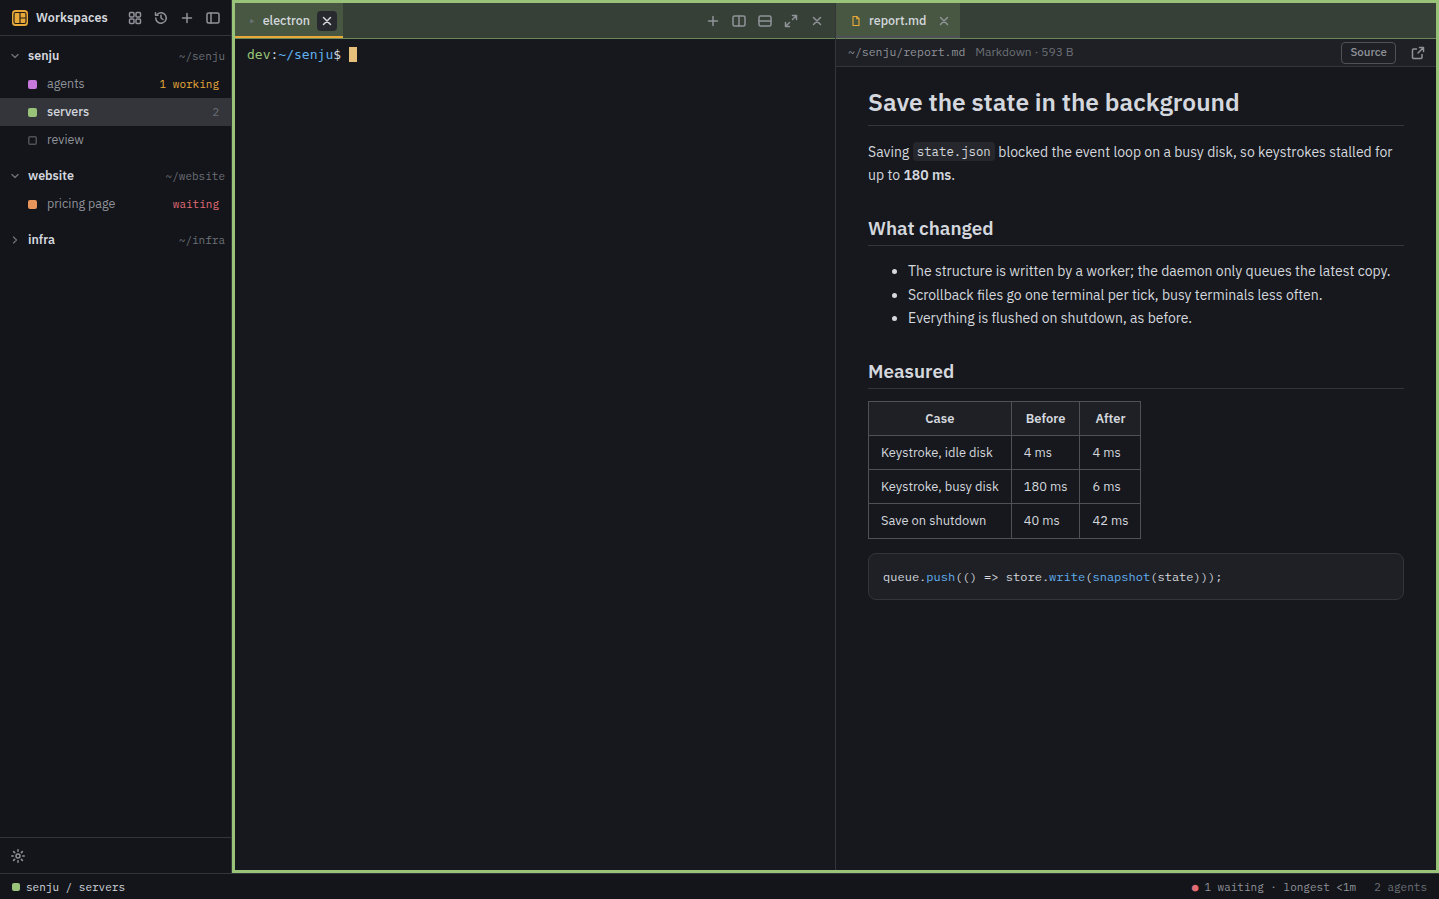 Workspaces
senju ~/senju
agents 1 working
servers 2
review
website ~/website
pricing page waiting
infra ~/infra
electron
dev:~/senju$
report.md
~/senju/report.md Markdown · 593 B Source
Save the state in the background
Saving state.json blocked the event loop on a busy disk, so keystrokes stalled for
up to 180 ms.
What changed
• The structure is written by a worker; the daemon only queues the latest copy.
• Scrollback files go one terminal per tick, busy terminals less often.
• Everything is flushed on shutdown, as before.
Measured
Case Before After
Keystroke, idle disk 4 ms 4 ms
Keystroke, busy disk 180 ms 6 ms
Save on shutdown 40 ms 42 ms
queue.push(() => store.write(snapshot(state)));
senju / servers
1 waiting · longest <1m 2 agents